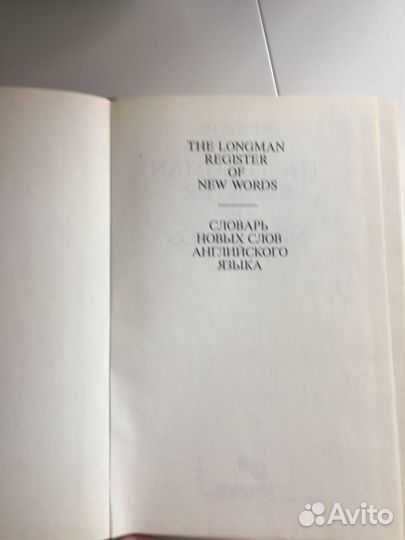 THE LONGMAN
REGISTER
OF
NEW WORDS
СЛОВАРЬ
НОВЫХ СЛОВ
АНГЛИЙСКОГО
ЯЗЫКА
Avito